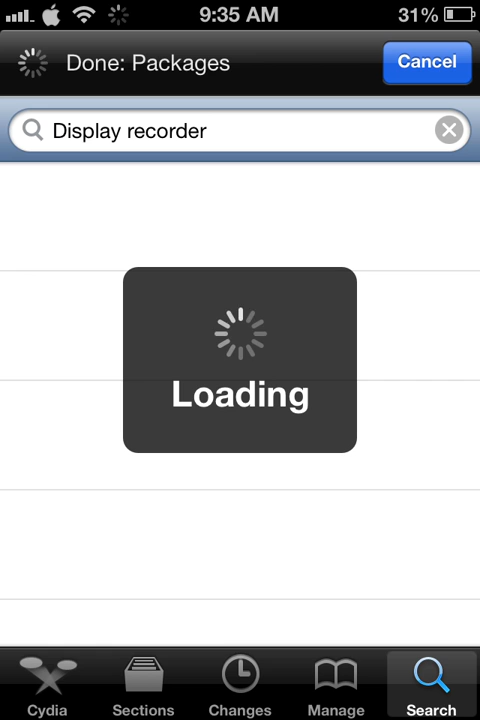 9:35 AM
31%
Done: Packages
Cancel
Display recorder
Loading
Cydia
Sections
Changes
Manage
Search